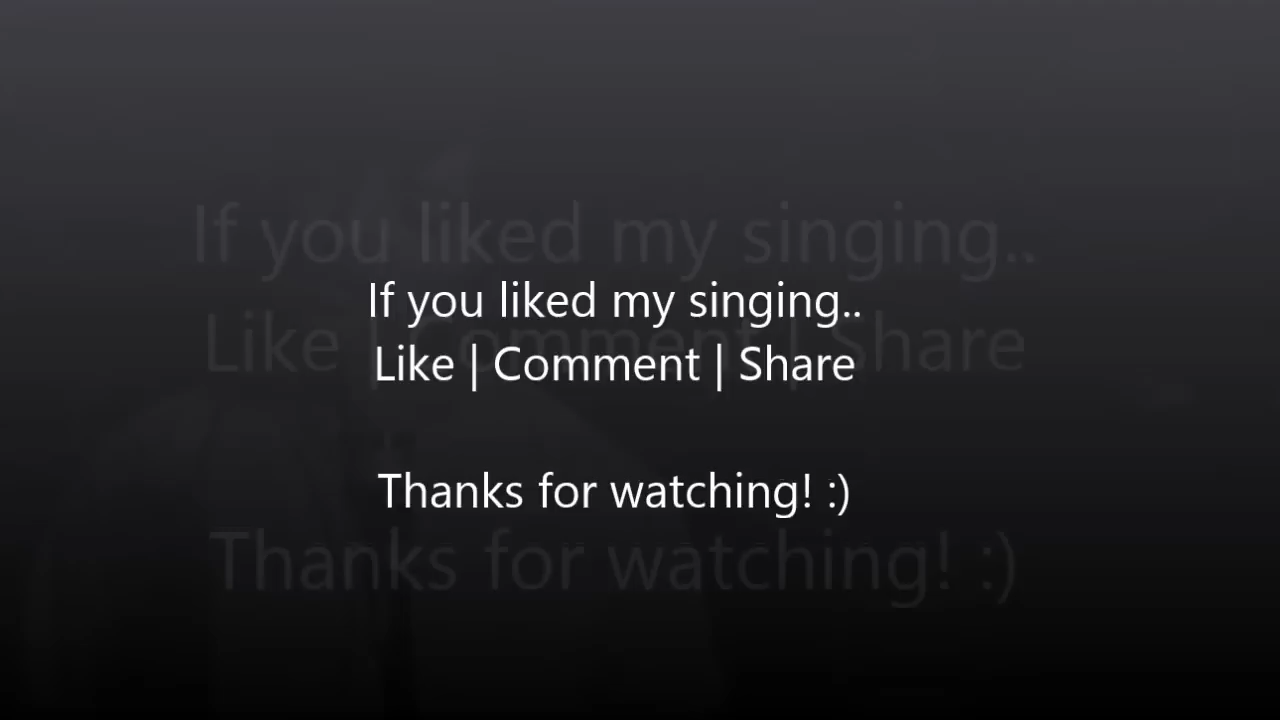 If you liked my singing..
Like | Comment | Share
Thanks for watching! :)